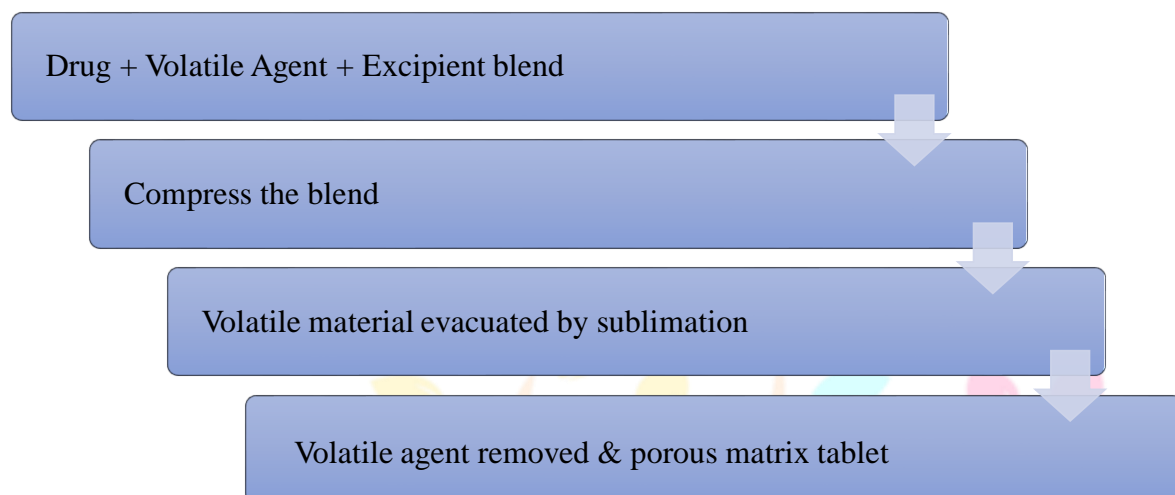 Drug + Volatile Agent + Excipient blend
Compress the blend
Volatile material evacuated by sublimation
Volatile agent removed & porous matrix tablet